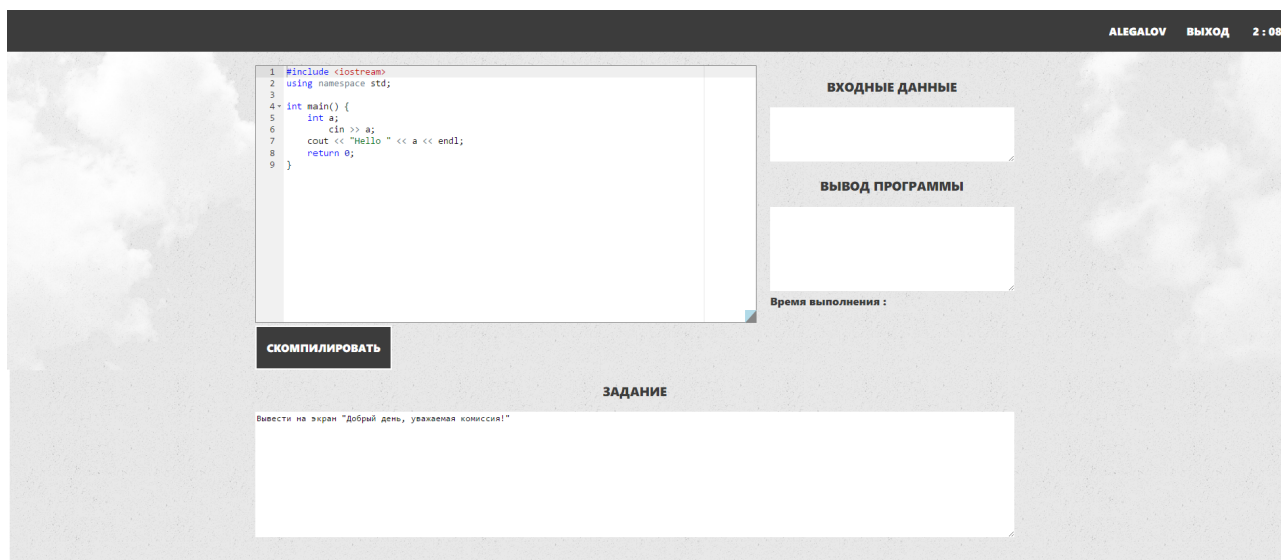 ALEGALOV ВЫХОД 2 : 08
1 #include <iostream>
2 using namespace std;
3
4 int main() {
5 int a;
6 cin >> a;
7 cout << "Hello " << a << endl;
8 return 0;
9 }
ВХОДНЫЕ ДАННЫЕ
ВЫВОД ПРОГРАММЫ
Время выполнения :
СКОМПИЛИРОВАТЬ
ЗАДАНИЕ
Вывести на экран "Добрый день, уважаемая комиссия!"